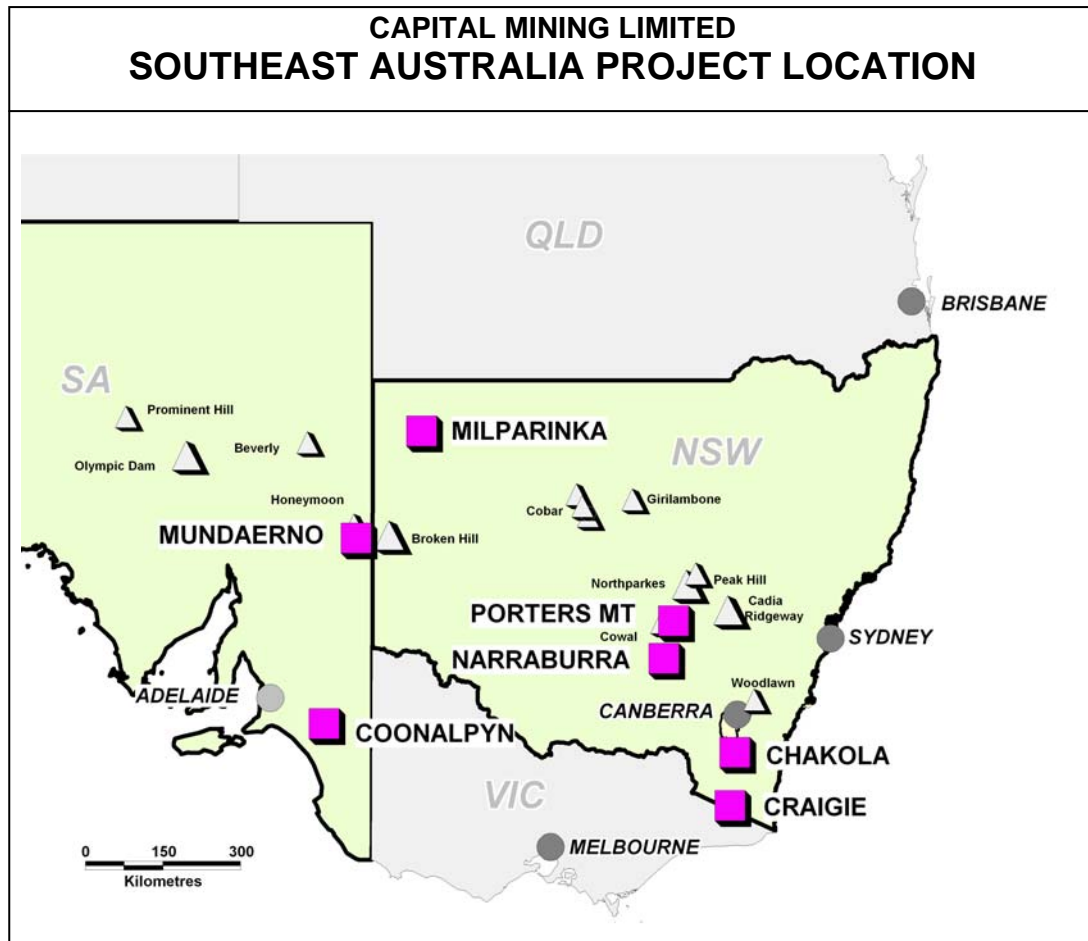 CAPITAL MINING LIMITED
SOUTHEAST AUSTRALIA PROJECT LOCATION
QLD
BRISBANE
SA
Prominent Hill
Olympic Dam
Beverly
MILPARINKA
NSW
Honeymoon
MUNDAERNO
Broken Hill
Cobar
Girilambone
Northparkes
Peak Hill
Cadia
Ridgeway
PORTERS MT
Cowal
SYDNEY
NARRABURRA
Woodlawn
ADELAIDE
CANBERRA
COONALPYN
CHAKOLA
VIC
CRAIGIE
MELBOURNE
0 150 300
Kilometres